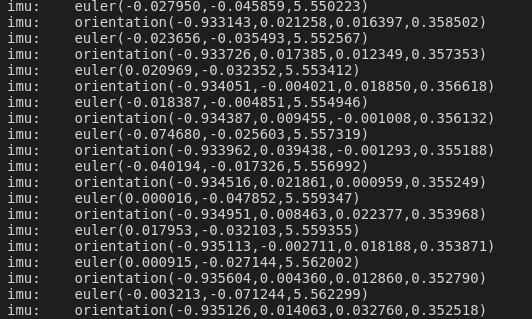 imu:    euler(-0.027950,-0.045859,5.550223)
imu:    orientation(-0.933143,0.021258,0.016397,0.358502)
imu:    euler(-0.023656,-0.035493,5.552567)
imu:    orientation(-0.933726,0.017385,0.012349,0.357353)
imu:    euler(0.020969,-0.032352,5.553412)
imu:    orientation(-0.934051,-0.004021,0.018850,0.356618)
imu:    euler(-0.018387,-0.004851,5.554946)
imu:    orientation(-0.934387,0.009455,-0.001008,0.356132)
imu:    euler(-0.074680,-0.025603,5.557319)
imu:    orientation(-0.933962,0.039438,-0.001293,0.355188)
imu:    euler(-0.040194,-0.017326,5.556992)
imu:    orientation(-0.934516,0.021861,0.000959,0.355249)
imu:    euler(0.000016,-0.047852,5.559347)
imu:    orientation(-0.934951,0.008463,0.022377,0.353968)
imu:    euler(0.017953,-0.032103,5.559355)
imu:    orientation(-0.935113,-0.002711,0.018188,0.353871)
imu:    euler(0.000915,-0.027144,5.562002)
imu:    orientation(-0.935604,0.004360,0.012860,0.352790)
imu:    euler(-0.003213,-0.071244,5.562299)
imu:    orientation(-0.935126,0.014063,0.032760,0.352518)